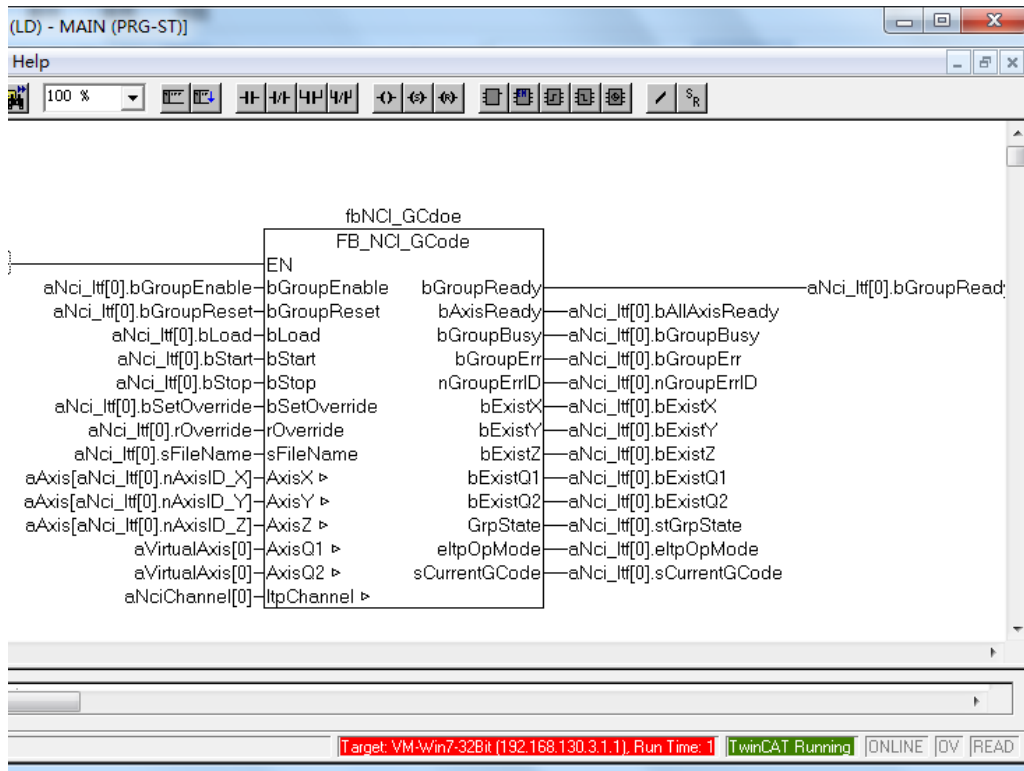 (LD) - MAIN (PRG-ST)]
Help
100 %
fbNCI_GCdoe
FB_NCI_GCode
EN
aNci_Itf[0].bGroupEnable bGroupEnable bGroupReady aNci_Itf[0].bGroupRead
aNci_Itf[0].bGroupReset bGroupReset bAxisReady aNci_Itf[0].bAllAxisReady
aNci_Itf[0].bLoad bLoad bGroupBusy aNci_Itf[0].bGroupBusy
aNci_Itf[0].bStart bStart bGroupErr aNci_Itf[0].bGroupErr
aNci_Itf[0].bStop bStop nGroupErrID aNci_Itf[0].nGroupErrID
aNci_Itf[0].bSetOverride bSetOverride bExistX aNci_Itf[0].bExistX
aNci_Itf[0].rOverride rOverride bExistY aNci_Itf[0].bExistY
aNci_Itf[0].sFileName sFileName bExistZ aNci_Itf[0].bExistZ
aAxis[aNci_Itf[0].nAxisID_X] AxisX bExistQ1 aNci_Itf[0].bExistQ1
aAxis[aNci_Itf[0].nAxisID_Y] AxisY bExistQ2 aNci_Itf[0].bExistQ2
aAxis[aNci_Itf[0].nAxisID_Z] AxisZ GrpState aNci_Itf[0].stGrpState
aVirtualAxis[0] AxisQ1 eItpOpMode aNci_Itf[0].eItpOpMode
aVirtualAxis[0] AxisQ2 sCurrentGCode aNci_Itf[0].sCurrentGCode
aNciChannel[0] ItpChannel
Target: VM-Win7-32Bit (192.168.130.3.1.1), Run Time: 1 TwinCAT Running ONLINE OV READ